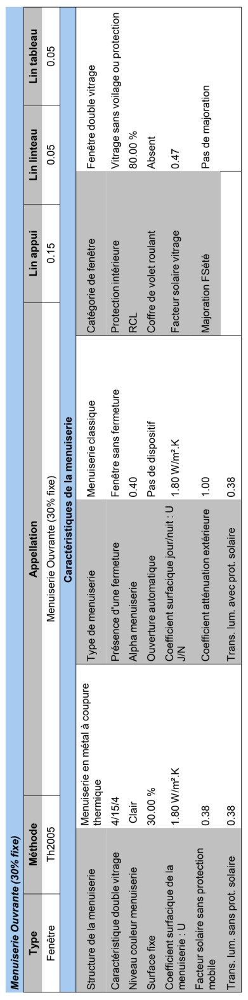 Menuiserie Ouvrante (30% fixe)
Type Méthode Appellation Lin appui Lin linteau Lin tableau
Fenêtre Th2005 Menuiserie Ouvrante (30% fixe) 0.15 0.05 0.05
Caractéristiques de la menuiserie
Structure de la menuiserie Menuiserie en métal à coupure Type de menuiserie Menuiserie classique Catégorie de fenêtre Fenêtre double vitrage
thermique
Caractéristique double vitrage 4/15/4 Présence d'une fermeture Fenêtre sans fermeture Protection intérieure Vitrage sans voilage ou protection
Niveau couleur menuiserie Clair Alpha menuiserie 0.40 RCL 80.00 %
Surface fixe 30.00 % Ouverture automatique Pas de dispositif Coffre de volet roulant Absent
Coefficient surfacique de la Coefficient surfacique jour/nuit : U
menuiserie : U 1.80 W/m².K J/N 1.80 W/m².K Facteur solaire vitrage 0.47
Facteur solaire sans protection
mobile 0.38 Coefficient atténuation extérieure 1.00 Majoration FSété Pas de majoration
Trans. lum. sans prot. solaire 0.38 Trans. lum. avec prot. solaire 0.38